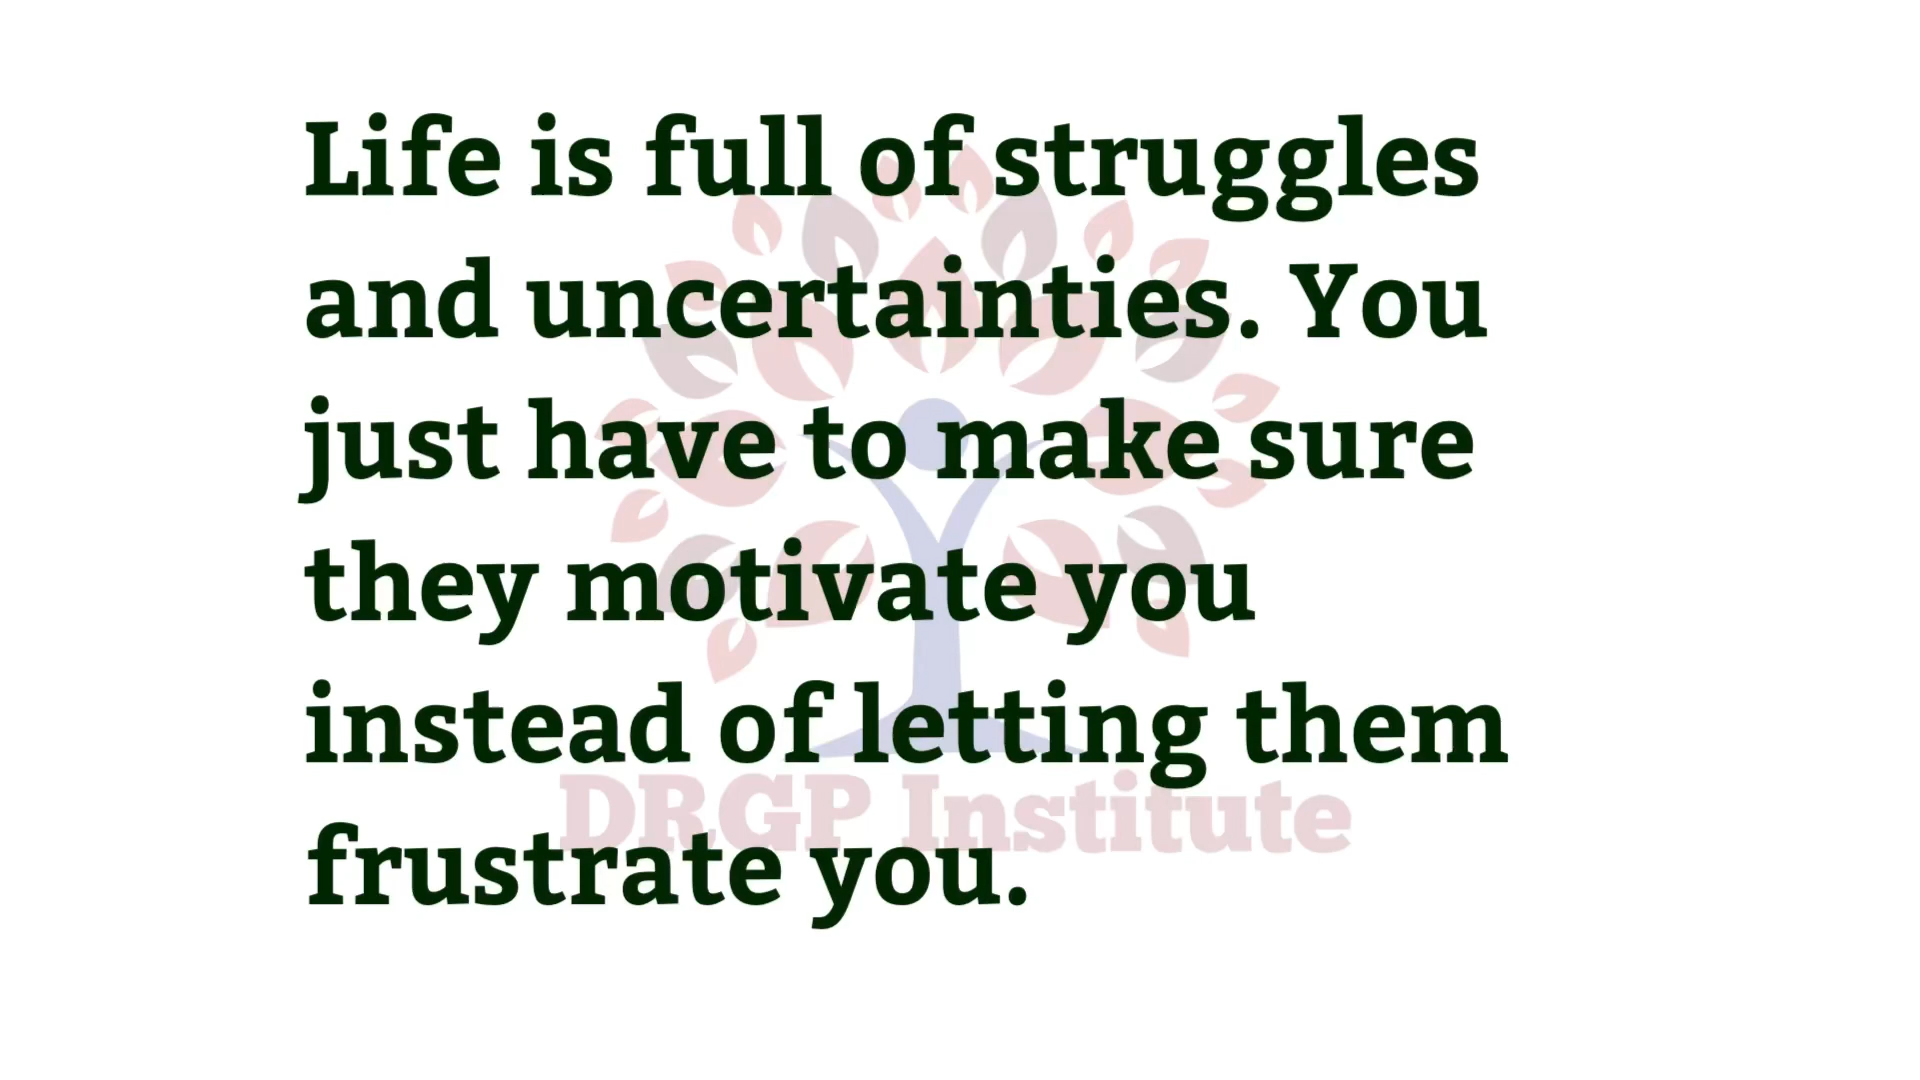 Life is full of struggles
and uncertainties. You
just have to make sure
they motivate you
instead of letting them
DRGP Institute
frustrate you.